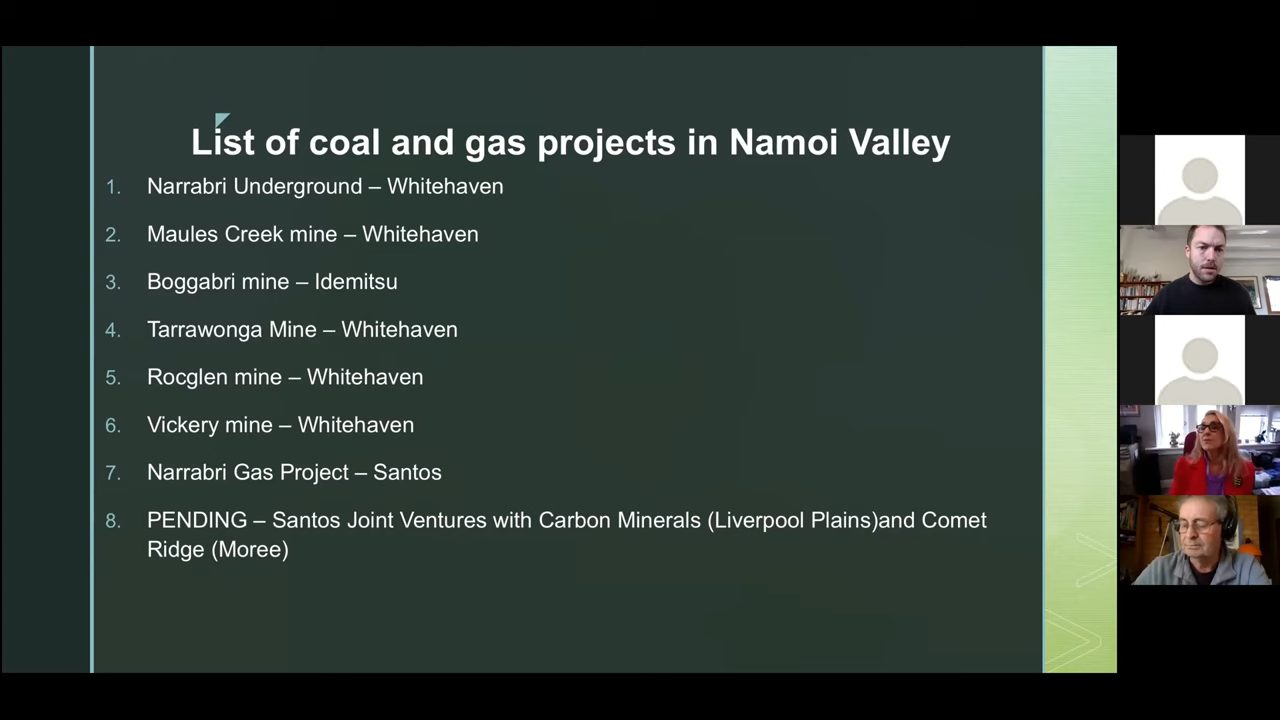 List of coal and gas projects in Namoi Valley
1. Narrabri Underground – Whitehaven
2. Maules Creek mine – Whitehaven
3. Boggabri mine – Idemitsu
4. Tarrawonga Mine – Whitehaven
5. Rocglen mine – Whitehaven
6. Vickery mine – Whitehaven
7. Narrabri Gas Project – Santos
8. PENDING – Santos Joint Ventures with Carbon Minerals (Liverpool Plains)and Comet
Ridge (Moree)